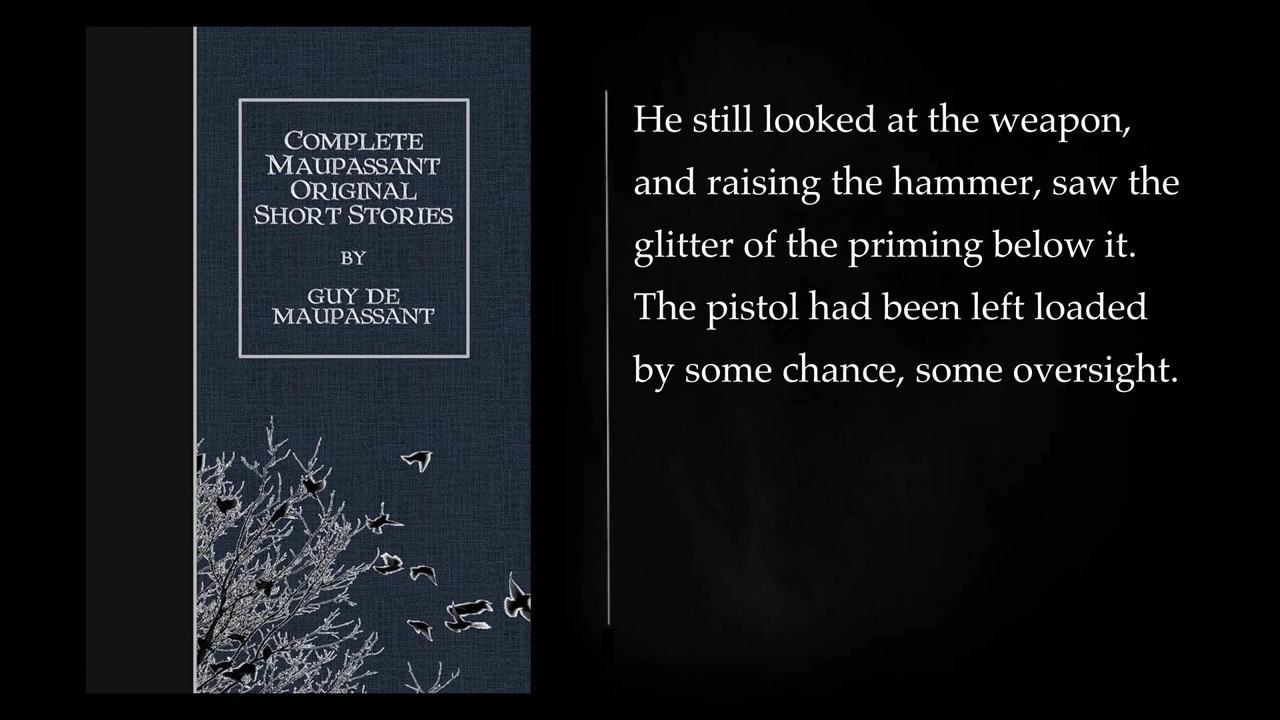 COMPLETE
MAUPASSANT
ORIGINAL
SHORT STORIES
BY
GUY DE
MAUPASSANT
He still looked at the weapon,
and raising the hammer, saw the
glitter of the priming below it.
The pistol had been left loaded
by some chance, some oversight.